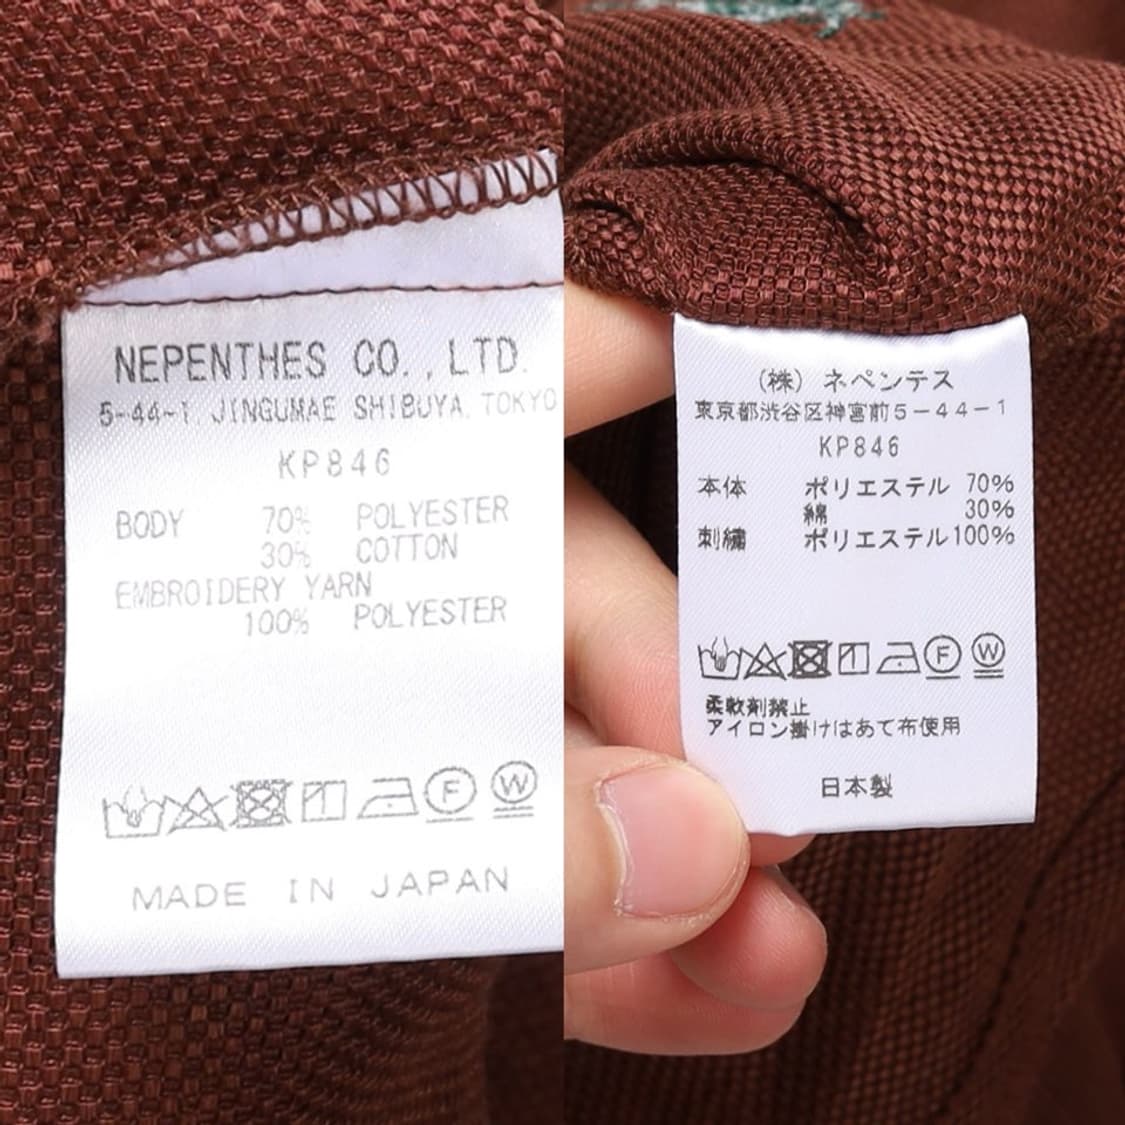 NEPENTHES CO., LTD.
5-44-1, JINGUMAE SHIBUYA, TOKYO
KP846
BODY 70% POLYESTER
30% COTTON
EMBROIDERY YARN
100% POLYESTER
F W
MADE IN JAPAN
(株) ネペンテス
東京都渋谷区神宮前5-44-1
KP846
本体 ポリエステル 70%
綿 30%
刺繍 ポリエステル100%
F W
柔軟剤禁止
アイロン掛けはあて布使用
日本製